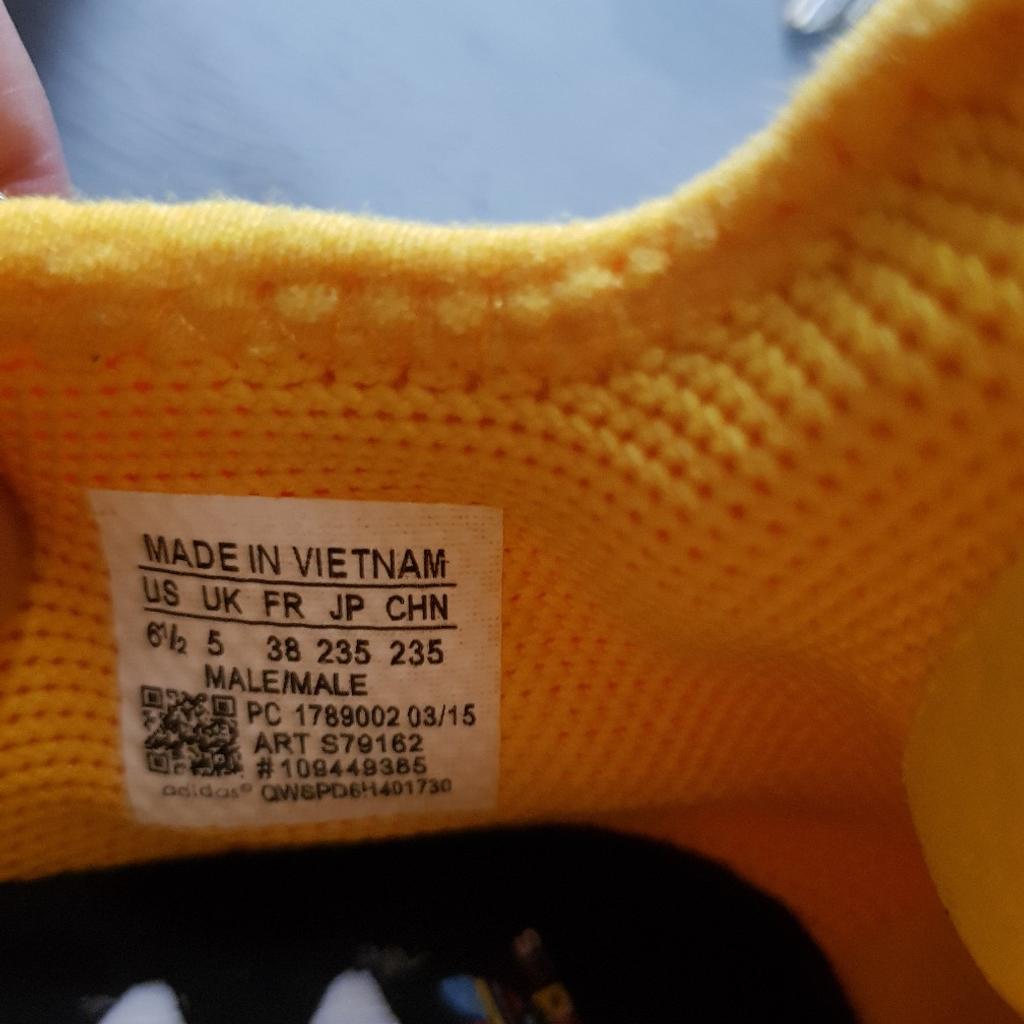 MADE IN VIETNAM
US UK FR JP CHN
6½ 5 38 235 235
MALE/MALE
PC 1789002 03/15
ART S79162
#109449385
adidas® QWSPD6H401730